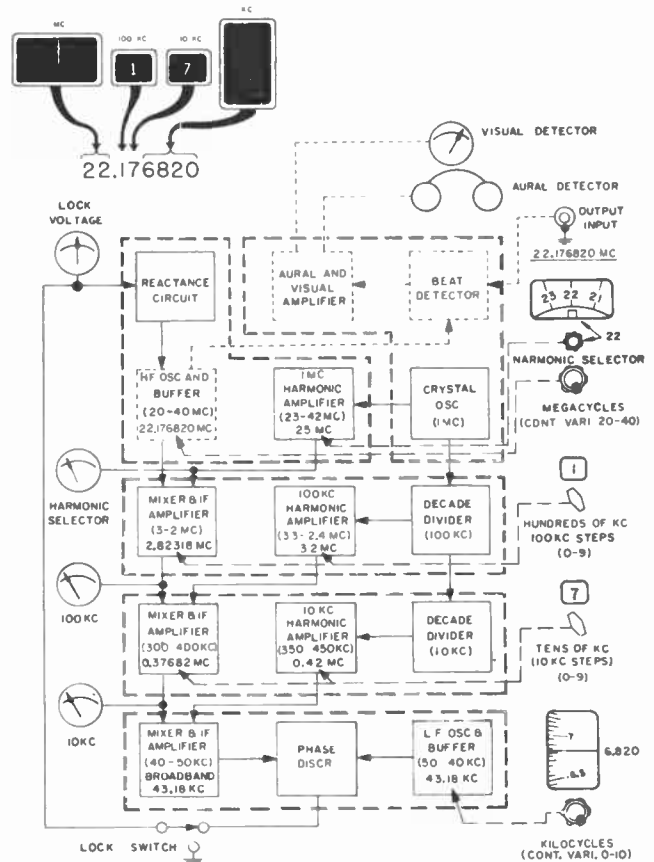 MC
100 KC
10 KC
KC
1
7
22.176820
VISUAL DETECTOR
AURAL DETECTOR
LOCK
VOLTAGE
OUTPUT
INPUT
22.176820 MC
REACTANCE
CIRCUIT
AURAL AND
VISUAL
AMPLIFIER
BEAT
DETECTOR
23 22 21
22
NARMONIC SELECTOR
HF OSC AND
BUFFER
(20-40 MC)
22.176820 MC
1 MC
HARMONIC
AMPLIFIER
(23-42 MC)
25 MC
CRYSTAL
OSC
(1MC)
MEGACYCLES
(CONT VARI 20-40)
HARMONIC
SELECTOR
MIXER & IF
AMPLIFIER
(3-2 MC)
2.82318 MC
100KC
HARMONIC
AMPLIFIER
(33-2.4 MC)
3.2 MC
DECADE
DIVIDER
(100 KC)
1
HUNDREDS OF KC
100KC STEPS
(0-9)
100KC
MIXER & IF
AMPLIFIER
(300 400KC)
0.37682 MC
10 KC
HARMONIC
AMPLIFIER
(350 450KC)
0.42 MC
DECADE
DIVIDER
(10KC)
7
TENS OF KC
(10KC STEPS)
(0-9)
10KC
MIXER & IF
AMPLIFIER
(40-50KC)
BROADBAND
43.18 KC
PHASE
DISCR
L F OSC &
BUFFER
(50 40KC)
43.18 KC
7
6.5
6.820
LOCK SWITCH
KILOCYCLES
(CONT. VARI. 0-10)